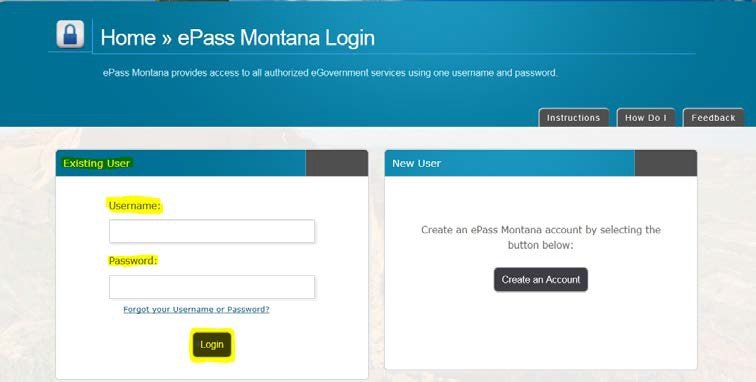 Home » ePass Montana Login
ePass Montana provides access to all authorized eGovernment services using one username and password.
Instructions
How Do I
Feedback
Existing User
Username:
Password:
Forgot your Username or Password?
Login
New User
Create an ePass Montana account by selecting the
button below:
Create an Account